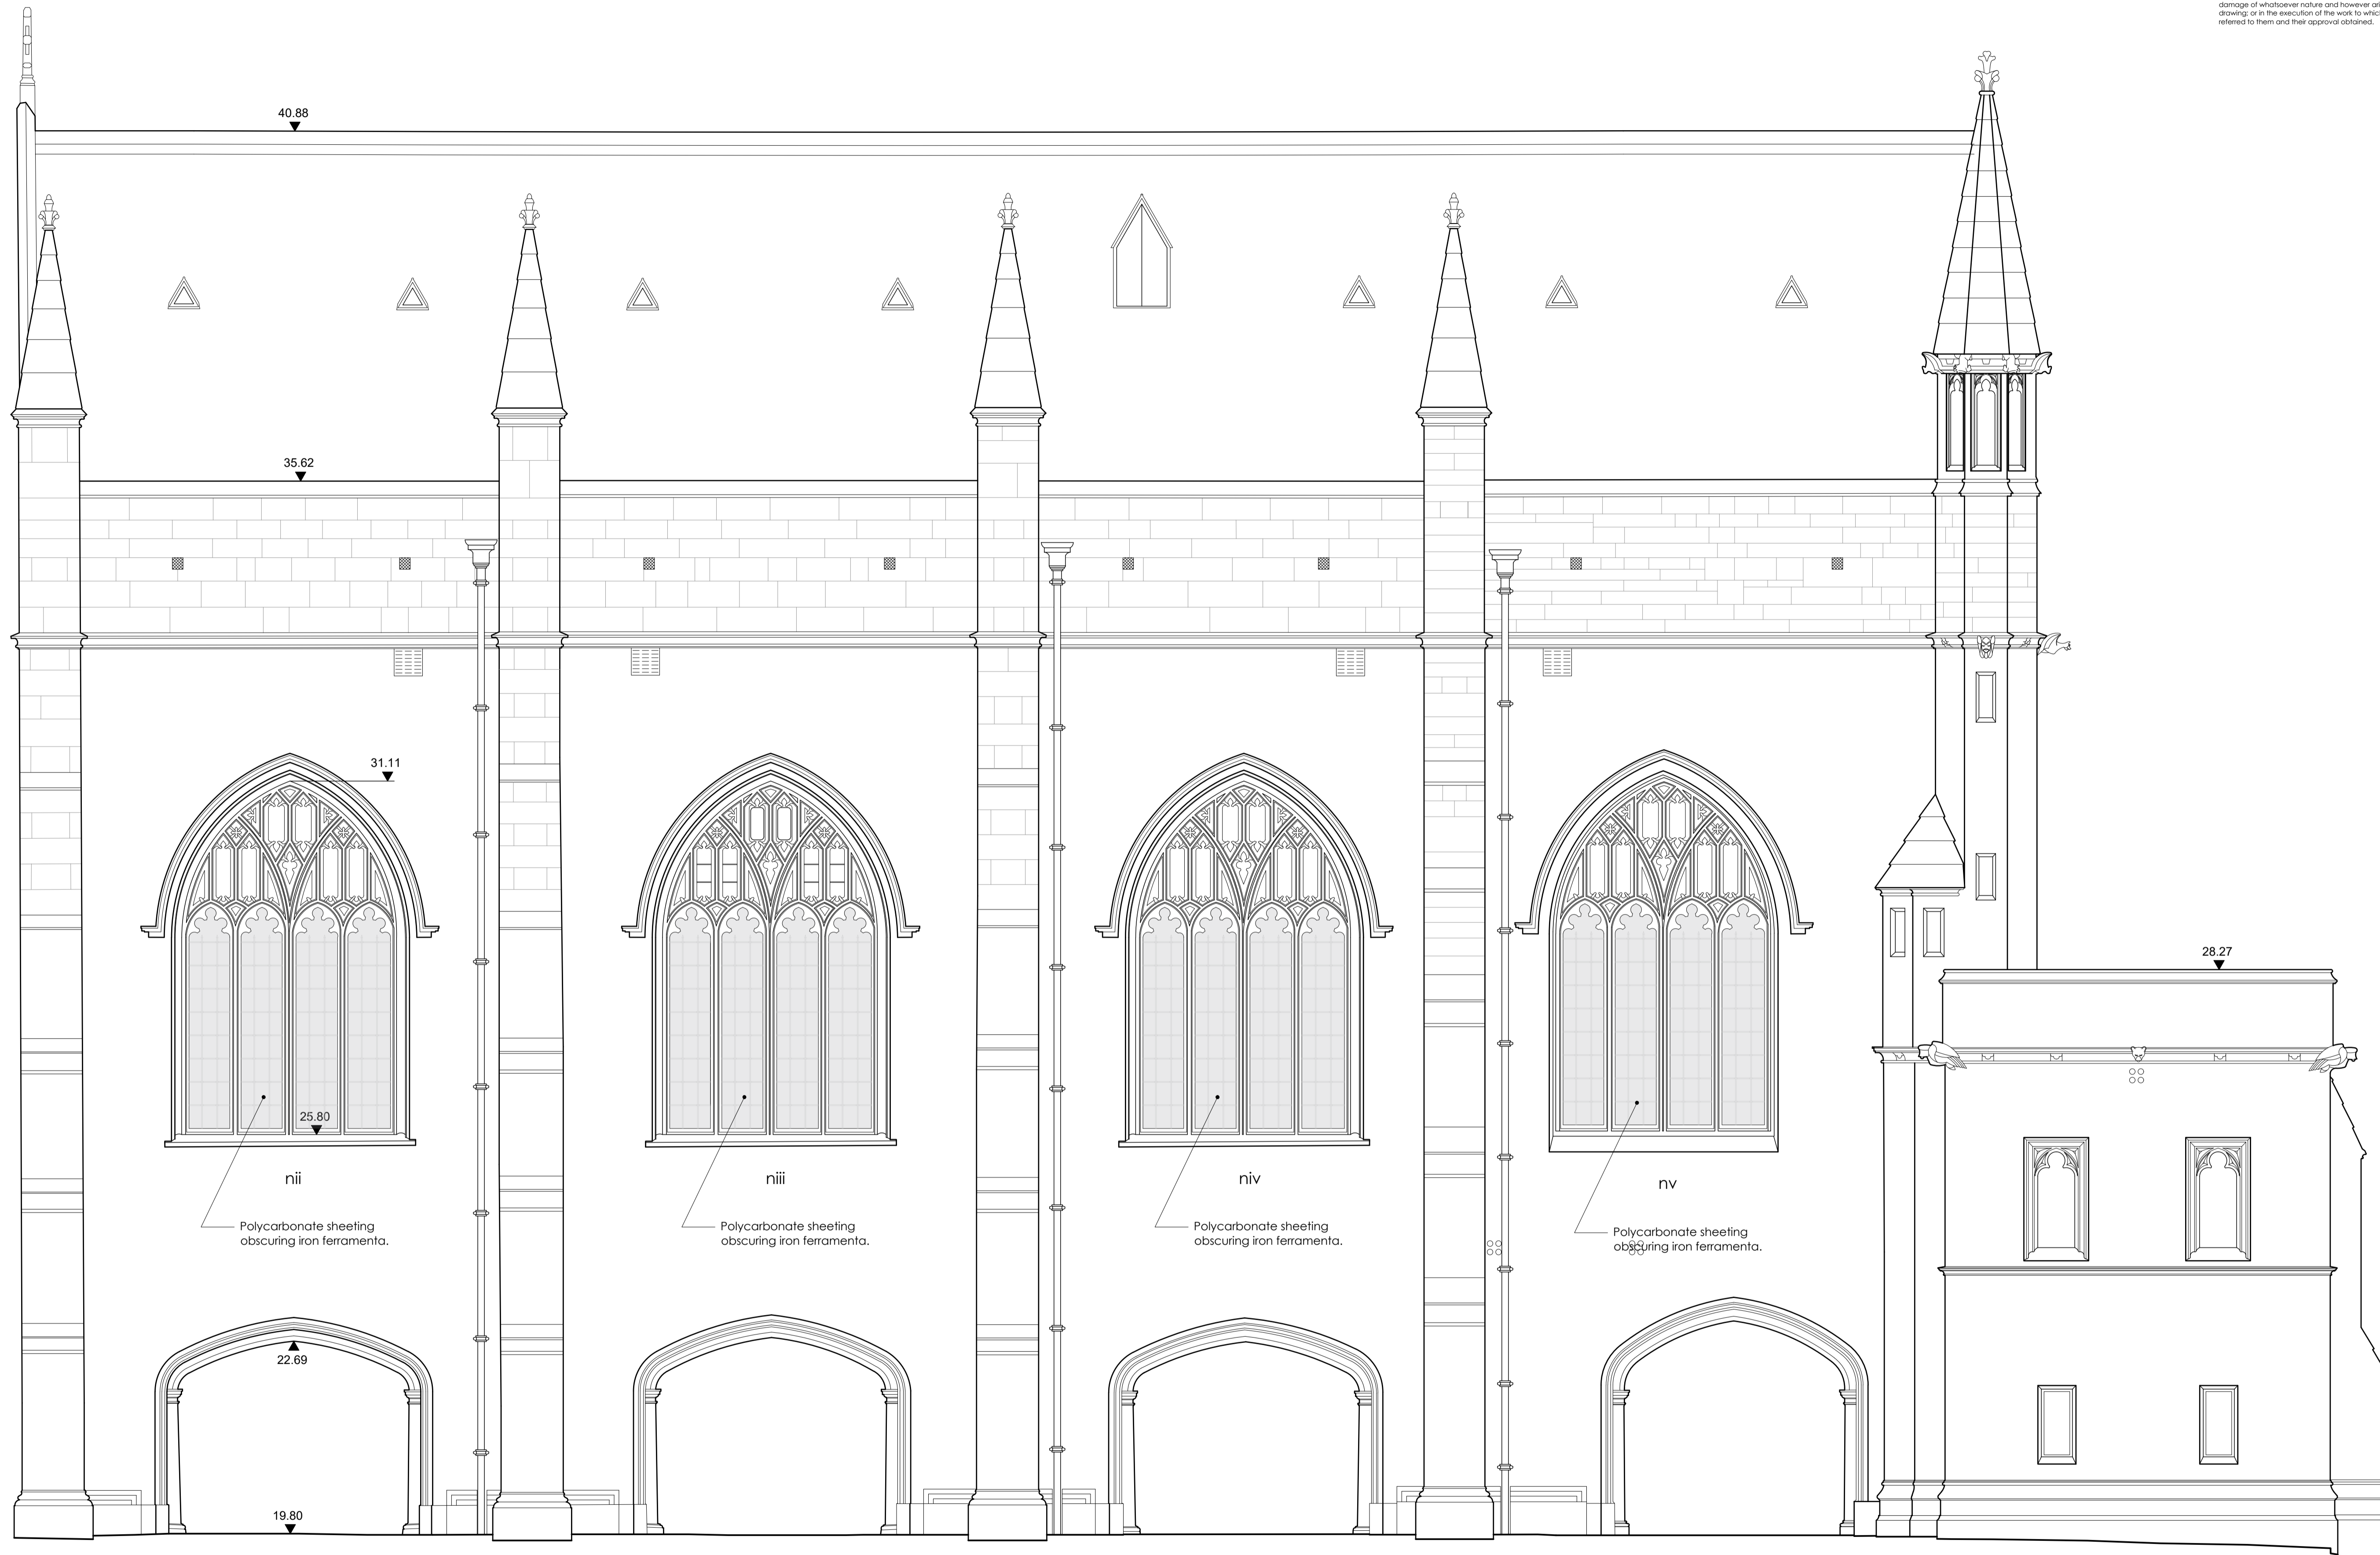 damage of whatsoever nature and however ari
drawing; or in the execution of the work to whic
referred to them and their approval obtained.
40.88
35.62
31.11
28.27
25.80
nii
niii
niv
nv
Polycarbonate sheeting
obscuring iron ferramenta.
Polycarbonate sheeting
obscuring iron ferramenta.
Polycarbonate sheeting
obscuring iron ferramenta.
Polycarbonate sheeting
obscuring iron ferramenta.
22.69
19.80